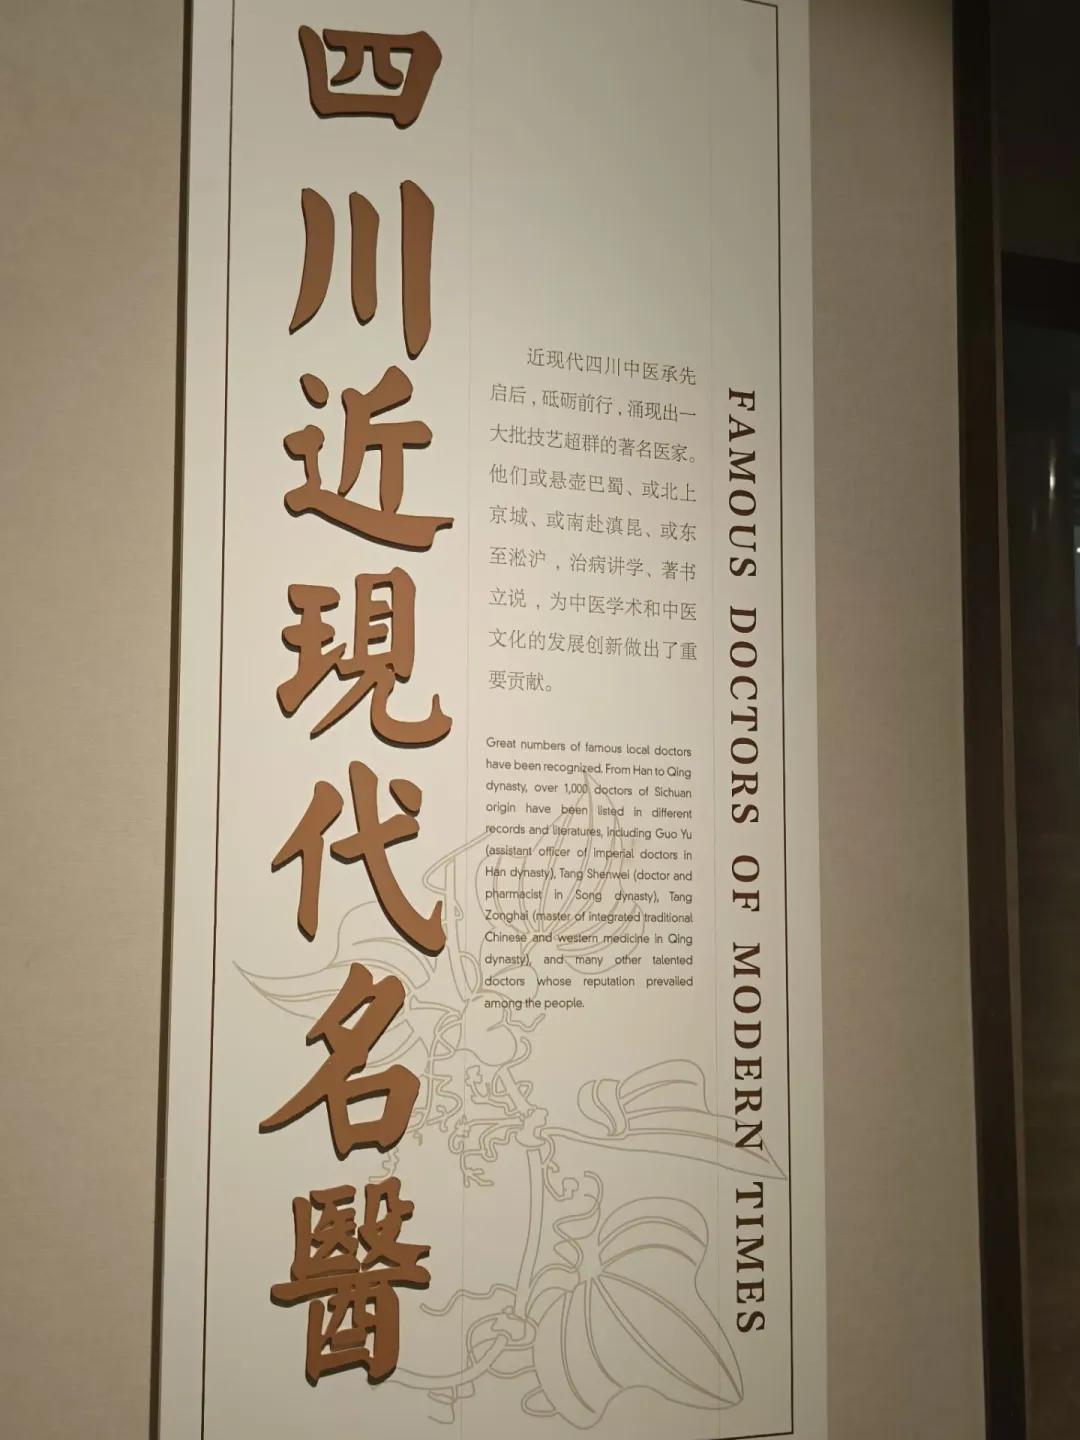 四川近現代名醫
近现代四川中医承先
启后，砥砺前行，涌现出一
大批技艺超群的著名医家。
他们或悬壶巴蜀、或北上
京城、或南赴滇昆、或东
至淞沪，治病讲学、著书
立说，为中医学术和中医
文化的发展创新做出了重
要贡献。
Great numbers of famous local doctors
have been recognized. From Han to Qing
dynasty, over 1,000 doctors of Sichuan
origin have been listed in different
records and literatures, including Guo Yu
(assistant officer of imperial doctors in
Han dynasty), Tang Shenwei (doctor and
pharmacist in Song dynasty), Tang
Zonghai (master of integrated traditional
Chinese and western medicine in Qing
dynasty), and many other talented
doctors whose reputation prevailed
among the people.
FAMOUS DOCTORS OF MODERN TIMES